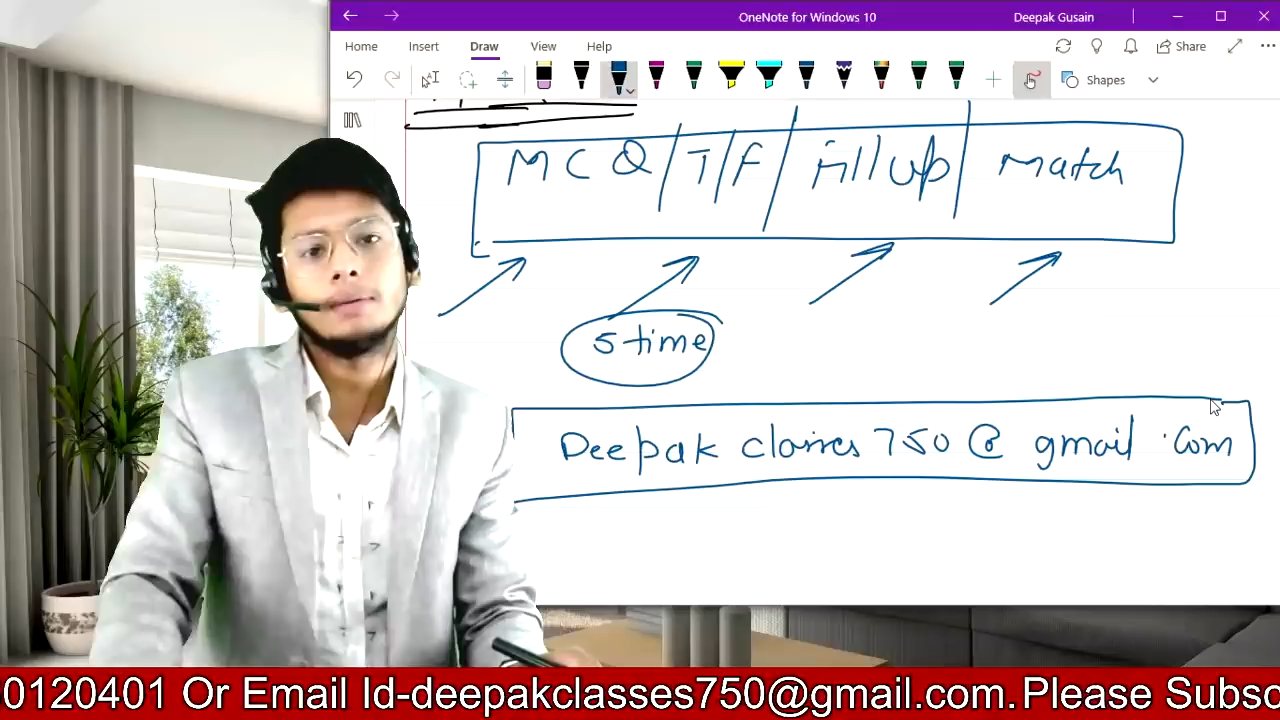 OneNote for Windows 10
Deepak Gusain
Home Insert Draw View Help
Share
Shapes
MCQ / T/F / Fill up / Match
5 time
Deepak classes 750 @ gmail .com
0120401 Or Email Id-deepakclasses750@gmail.com. Please Subsc